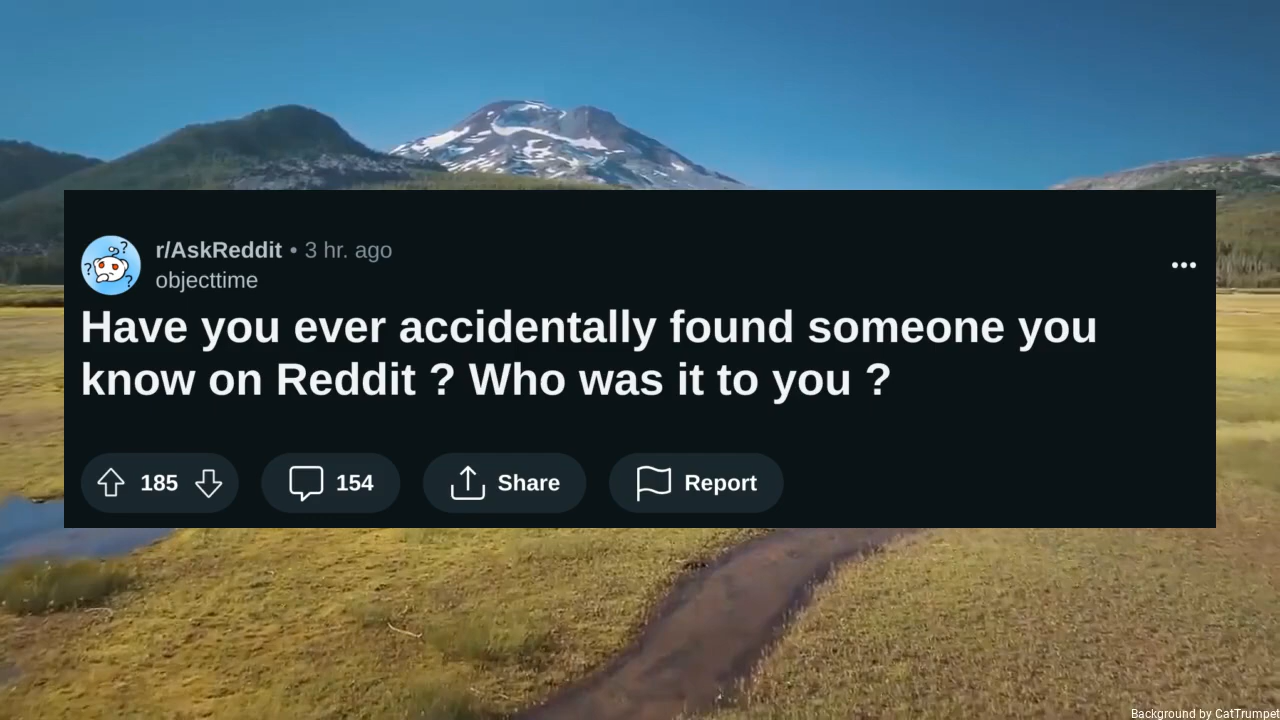 r/AskReddit • 3 hr. ago
objecttime
Have you ever accidentally found someone you
know on Reddit ? Who was it to you ?
185 154 Share Report
Background by CatTrumpet